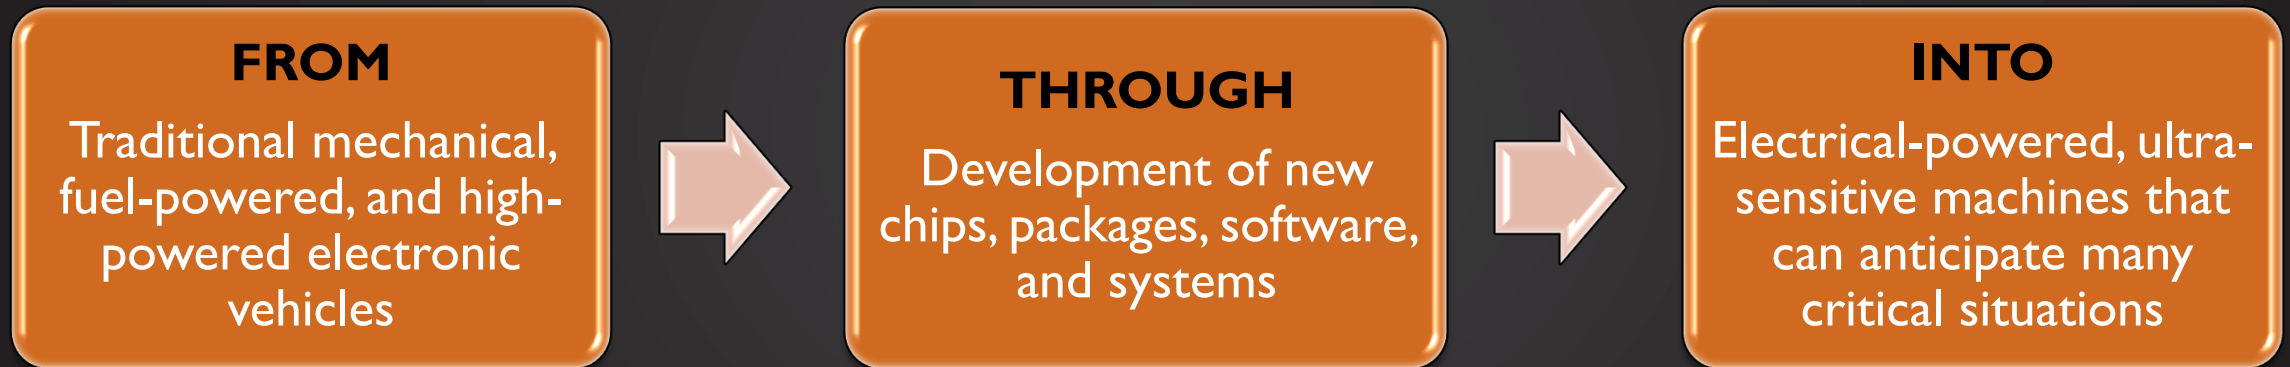 FROM
Traditional mechanical,
fuel-powered, and high-
powered electronic
vehicles
THROUGH
Development of new
chips, packages, software,
and systems
INTO
Electrical-powered, ultra-
sensitive machines that
can anticipate many
critical situations